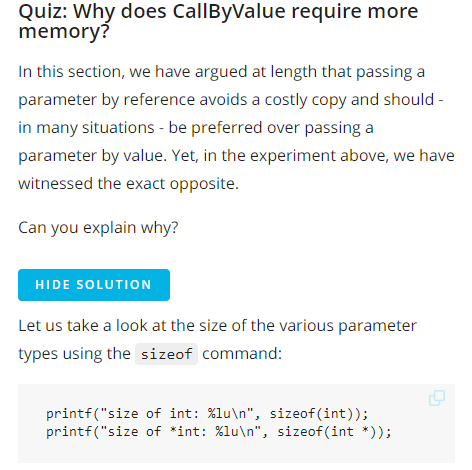 Quiz: Why does CallByValue require more
memory?
In this section, we have argued at length that passing a
parameter by reference avoids a costly copy and should -
in many situations - be preferred over passing a
parameter by value. Yet, in the experiment above, we have
witnessed the exact opposite.
Can you explain why?
HIDE SOLUTION
Let us take a look at the size of the various parameter
types using the sizeof command:
printf("size of int: %lu\n", sizeof(int));
printf("size of *int: %lu\n", sizeof(int *));